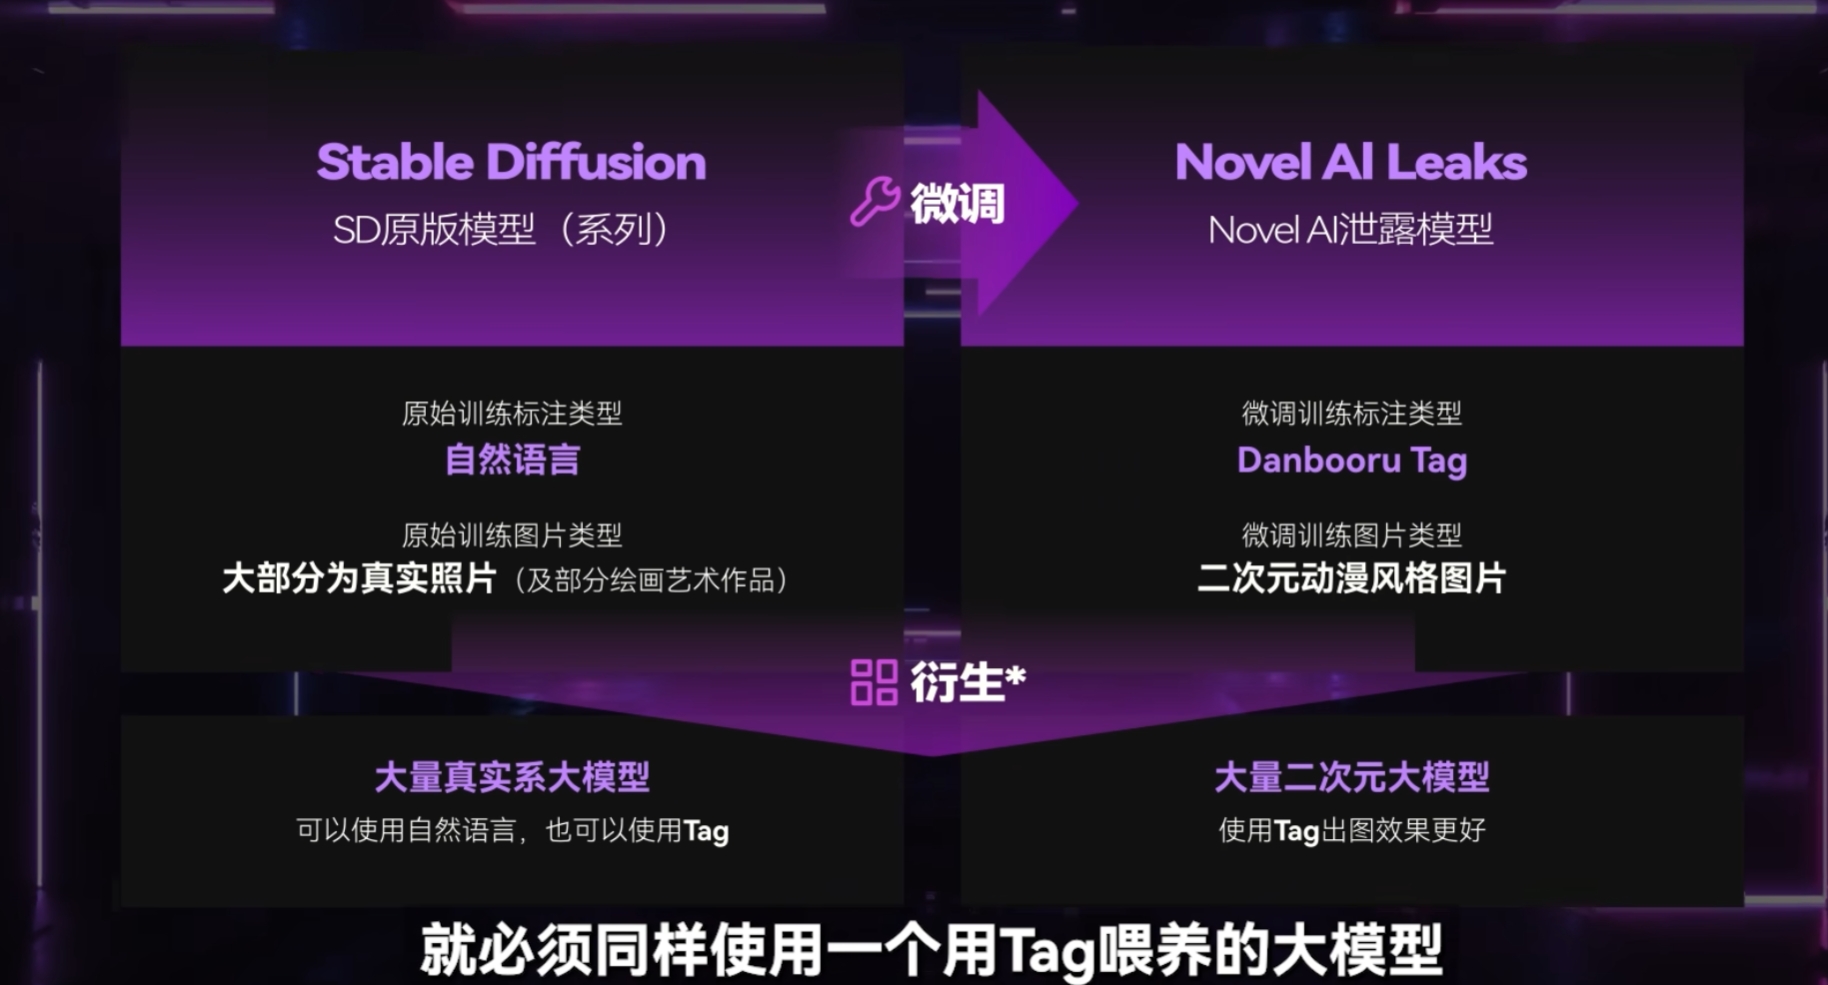 Stable Diffusion
SD原版模型（系列）
微调
Novel AI Leaks
Novel AI泄露模型
原始训练标注类型
自然语言
原始训练图片类型
大部分为真实照片（及部分绘画艺术作品）
微调训练标注类型
Danbooru Tag
微调训练图片类型
二次元动漫风格图片
衍生*
大量真实系大模型
可以使用自然语言，也可以使用Tag
大量二次元大模型
使用Tag出图效果更好
就必须同样使用一个用Tag喂养的大模型